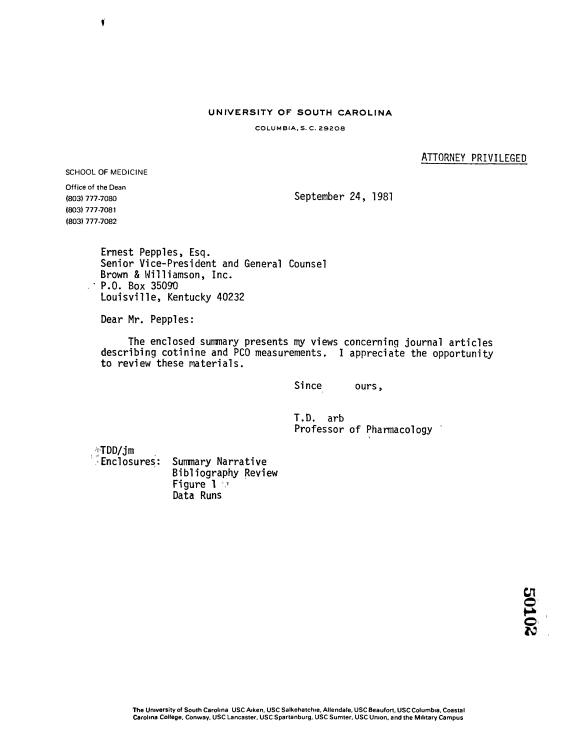 UNIVERSITY OF SOUTH CAROLINA
COLUMBIA, S. C. 29208
ATTORNEY PRIVILEGED
SCHOOL OF MEDICINE
Office of the Dean
(803) 777-7080
(803) 777-7081
(803) 777-7082
September 24, 1981
Ernest Pepples, Esq.
Senior Vice-President and General Counsel
Brown & Williamson, Inc.
P.O. Box 35090
Louisville, Kentucky 40232
Dear Mr. Pepples:
The enclosed summary presents my views concerning journal articles
describing cotinine and PCO measurements. I appreciate the opportunity
to review these materials.
Since ours,
T.D. arb
Professor of Pharmacology
TDD/jm
Enclosures: Summary Narrative
Bibliography Review
Figure 1
Data Runs
50102
The University of South Carolina USC Aiken, USC Salkehatchie, Allendale, USC Beaufort, USC Columbia, Coastal
Carolina College, Conway, USC Lancaster, USC Spartanburg, USC Sumter, USC Union, and the Military Campus